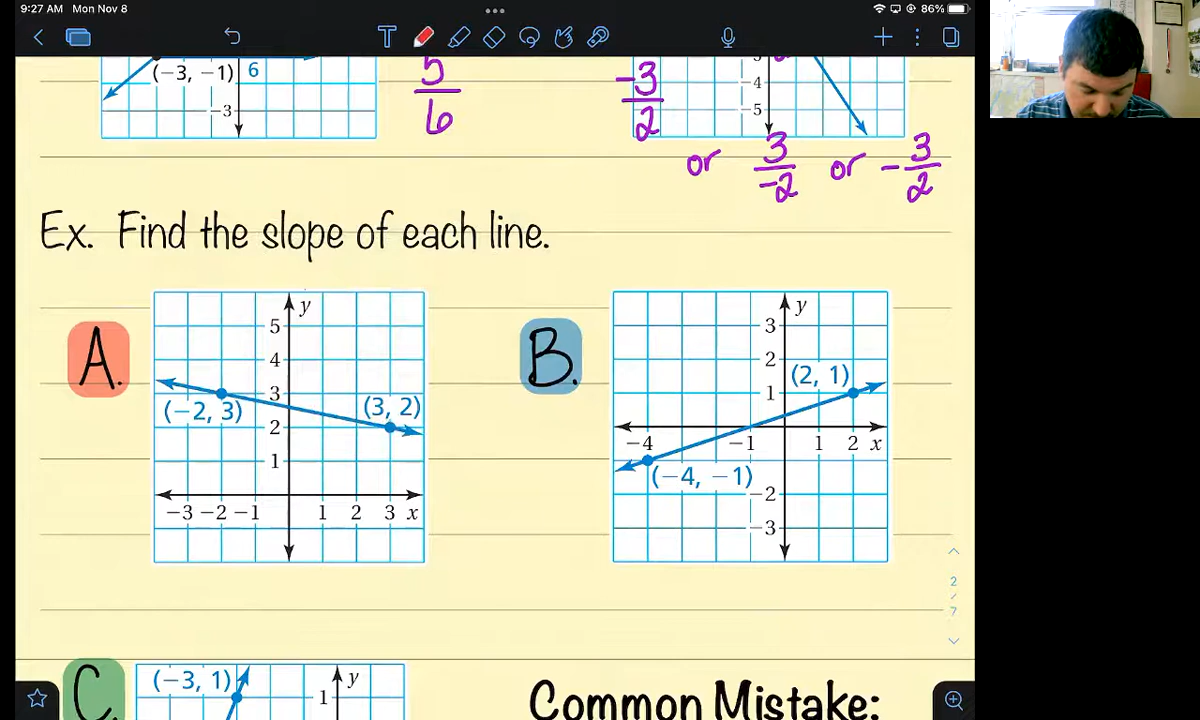 9:27 AM Mon Nov 8
86%
T
(−3, −1) 6
−3
5/6
−3/2
−4
−5
or 3/−2 or −3/2
Ex. Find the slope of each line.
A.
y
5
4
3
2
1
(−2, 3)
(3, 2)
−3 −2 −1 1 2 3 x
B.
y
3
2
1
(2, 1)
−4 −1 1 2 x
(−4, −1)
−2
−3
2
/
7
C.
(−3, 1)
y
1
Common Mistake: